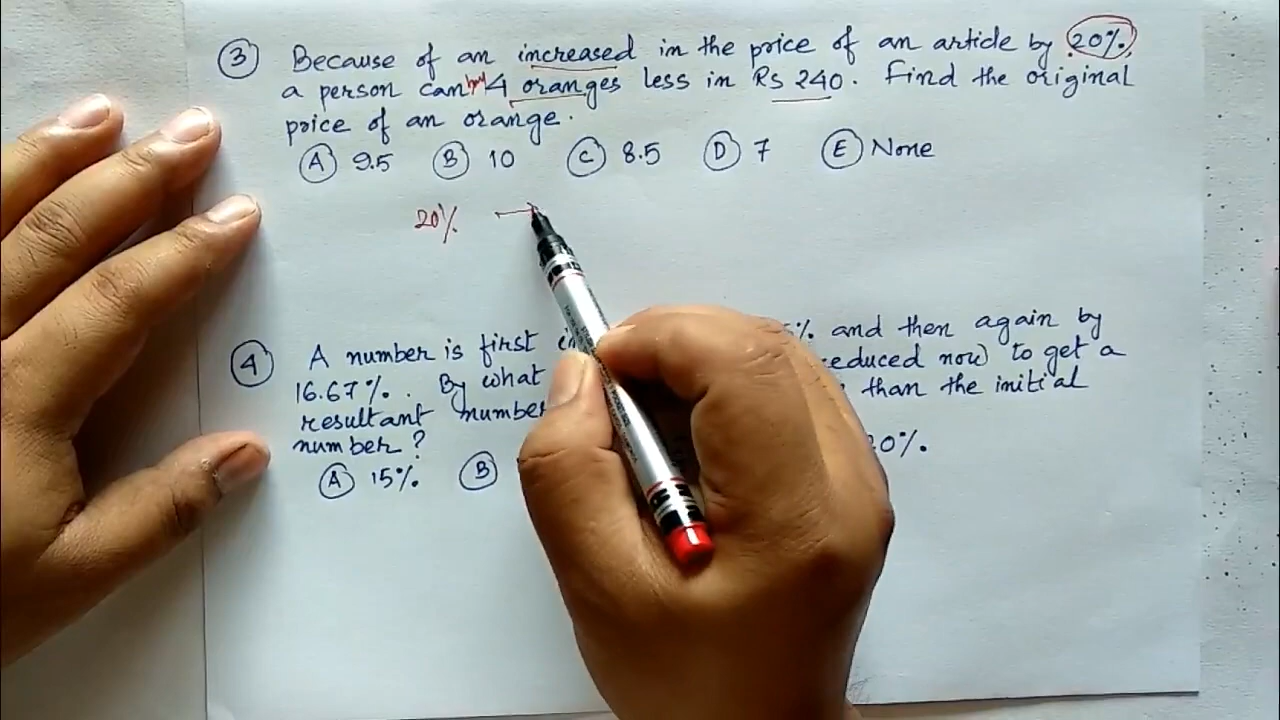 ③ Because of an increased in the price of an article by 20%.
a person can buy 4 oranges less in Rs 240. Find the original
price of an orange.
Ⓐ 9.5 Ⓑ 10 Ⓒ 8.5 Ⓓ 7 Ⓔ None
20%
④ A number is first % and then again by
16.67%. By what educed now) to get a
resultant number than the initial
number?
Ⓐ 15%. Ⓑ 20%.